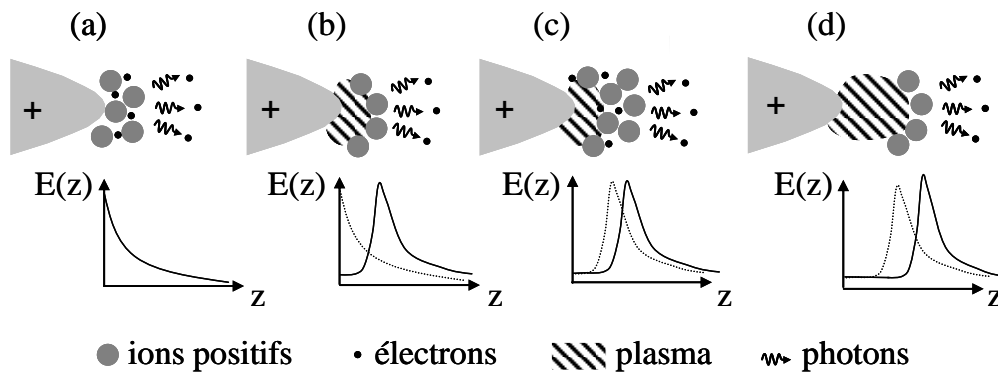 (a) (b) (c) (d)
+ + + +
E(z) E(z) E(z) E(z)
z z z z
ions positifs électrons plasma photons